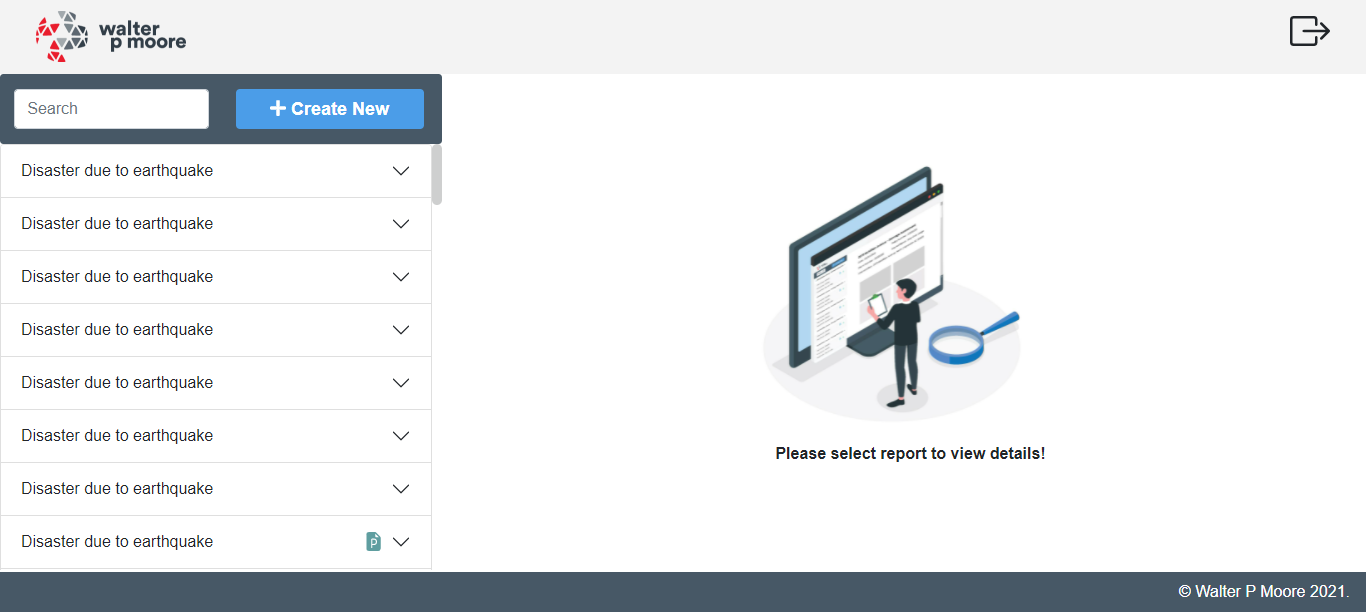 walter
p moore
Search
Create New
Disaster due to earthquake
Disaster due to earthquake
Disaster due to earthquake
Disaster due to earthquake
Disaster due to earthquake
Disaster due to earthquake
Disaster due to earthquake
Disaster due to earthquake
P
Please select report to view details!
© Walter P Moore 2021.